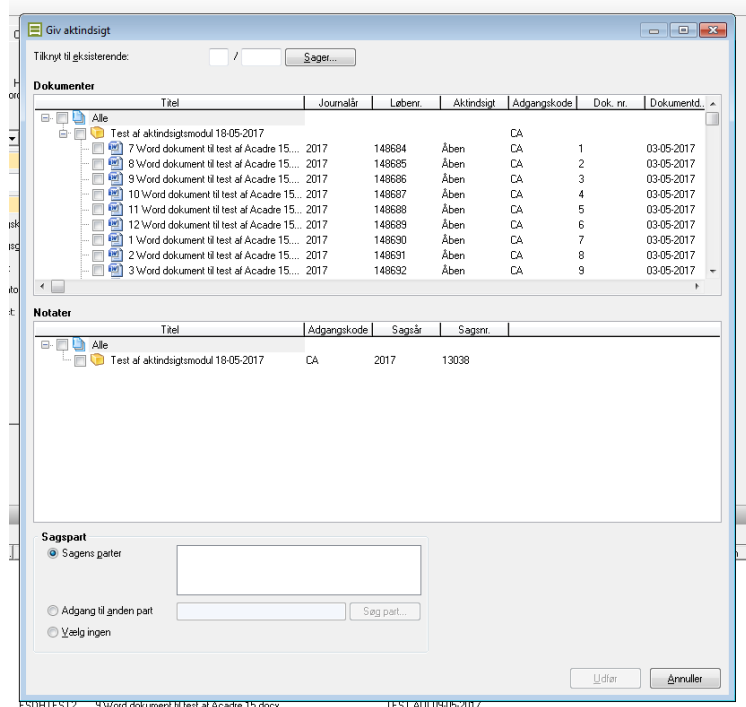 Giv aktindsigt
Tilknyt til eksisterende: / Sager...
Dokumenter
Titel Journalår Løbenr. Aktindsigt Adgangskode Dok. nr. Dokumentd..
Alle
Test af aktindsigtsmodul 18-05-2017 CA
7 Word dokument til test af Acadre 15.... 2017 148684 Åben CA 1 03-05-2017
8 Word dokument til test af Acadre 15.... 2017 148685 Åben CA 2 03-05-2017
9 Word dokument til test af Acadre 15.... 2017 148686 Åben CA 3 03-05-2017
10 Word dokument til test af Acadre 15... 2017 148687 Åben CA 4 03-05-2017
11 Word dokument til test af Acadre 15... 2017 148688 Åben CA 5 03-05-2017
12 Word dokument til test af Acadre 15... 2017 148689 Åben CA 6 03-05-2017
1 Word dokument til test af Acadre 15.... 2017 148690 Åben CA 7 03-05-2017
2 Word dokument til test af Acadre 15.... 2017 148691 Åben CA 8 03-05-2017
3 Word dokument til test af Acadre 15.... 2017 148692 Åben CA 9 03-05-2017
Notater
Titel Adgangskode Sagsår Sagsnr.
Alle
Test af aktindsigtsmodul 18-05-2017 CA 2017 13038
Sagspart
Sagens parter
Adgang til anden part Søg part...
Vælg ingen
Udfør Annuller
9 Word dokument til test af Acadre 15.docx